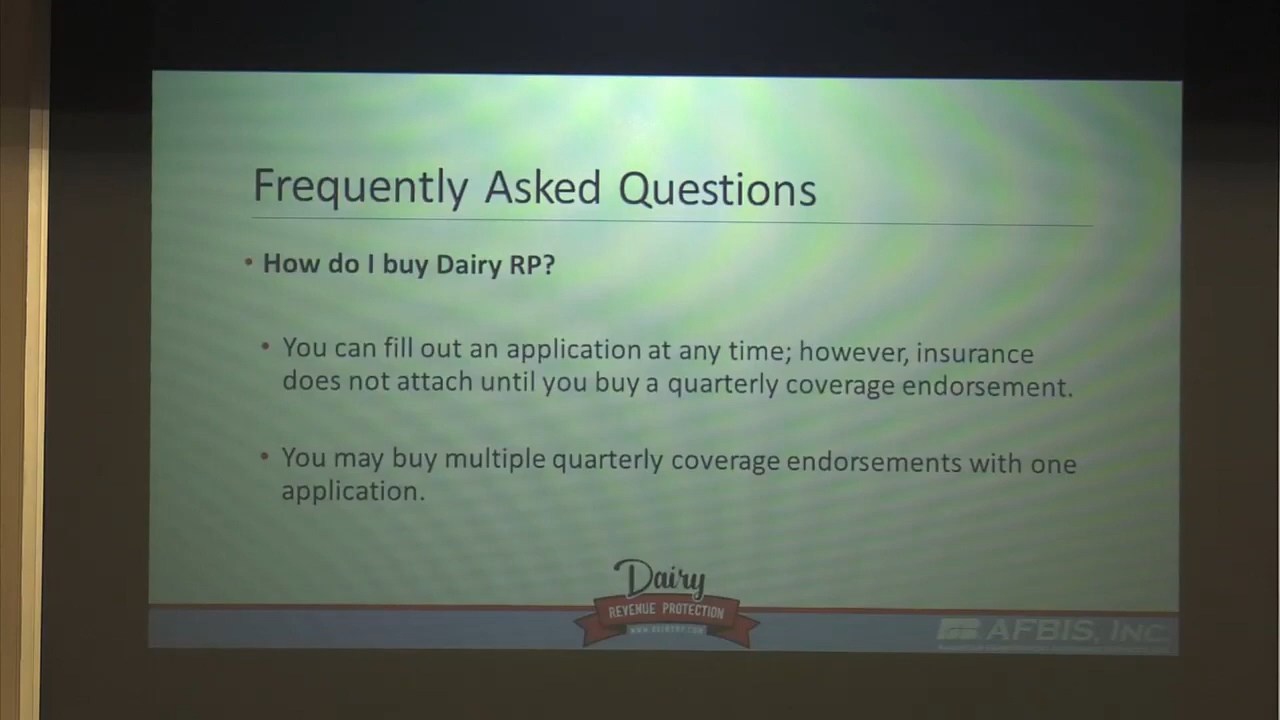 Frequently Asked Questions
• How do I buy Dairy RP?
• You can fill out an application at any time; however, insurance
does not attach until you buy a quarterly coverage endorsement.
• You may buy multiple quarterly coverage endorsements with one
application.
Dairy
REVENUE PROTECTION
AFBIS, INC.